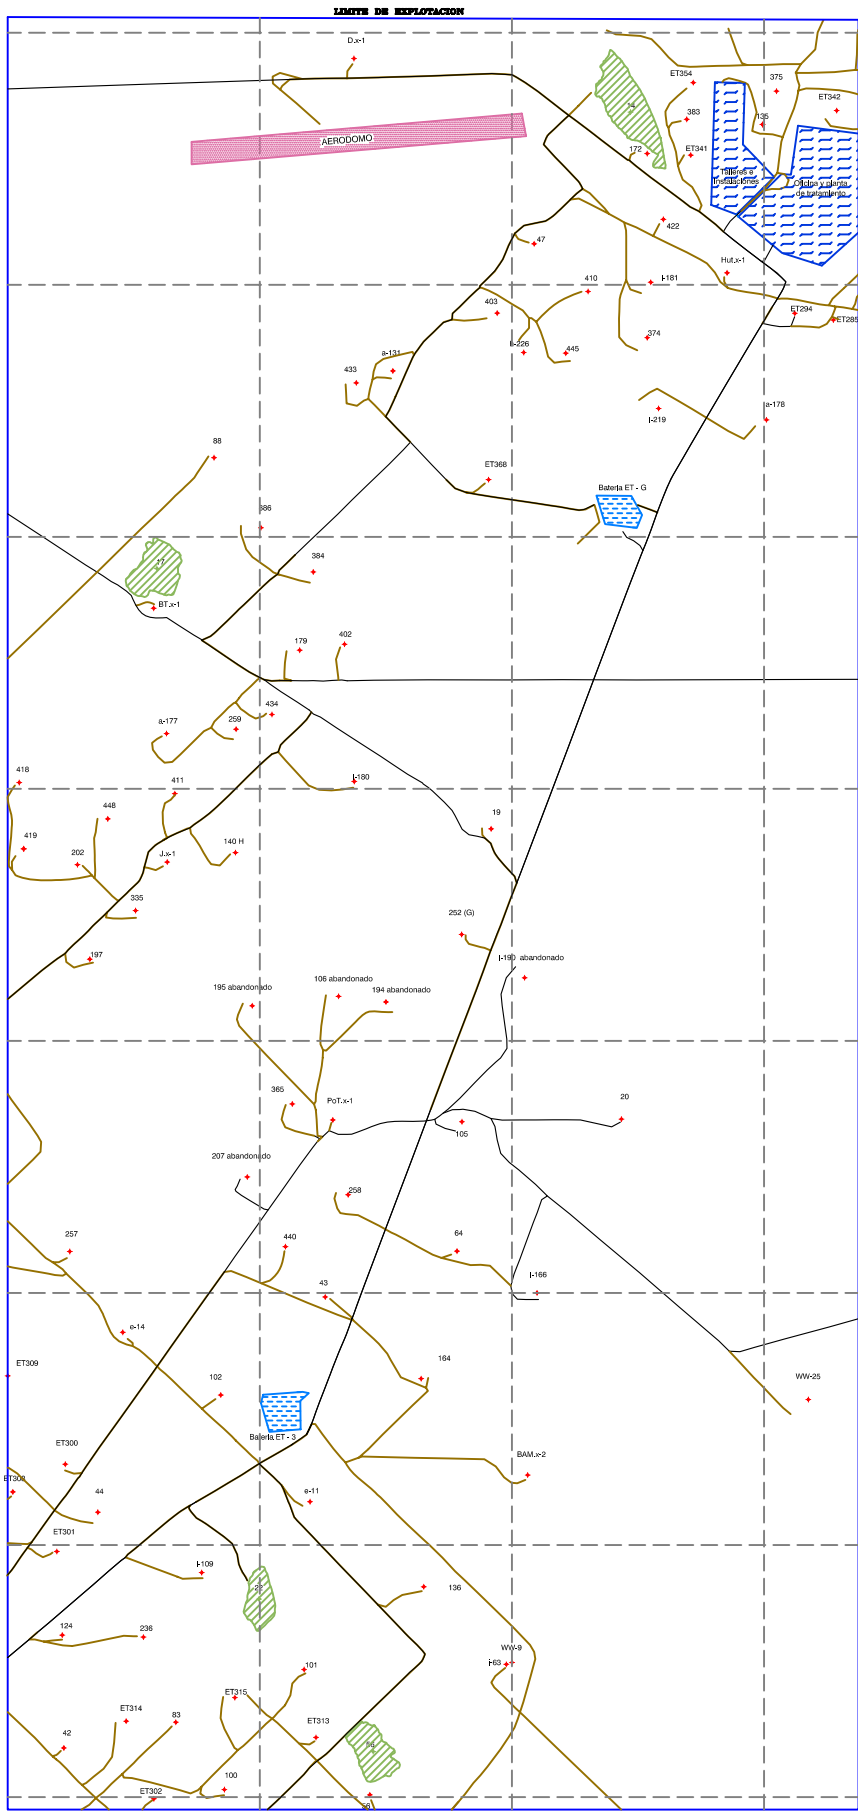 LIMITE DE EXPLOTACION
D.x-1
ET354
375
ET342
14
383
135
AERODOMO
172
ET341
Talleres e
Instalaciones
Oficina y planta
de tratamiento
422
47
Hut.x-1
410
I-181
403
ET294
ET285
374
I-226
445
a-131
433
a-178
I-219
88
ET368
Bateria ET - G
386
384
17
BT.x-1
179
402
434
a-177
259
418
I-180
411
448
19
419
202
J.x-1
140 H
335
252 (G)
197
I-190 abandonado
106 abandonado
195 abandonado
194 abandonado
365
PoT.x-1
20
105
207 abandonado
258
257
440
64
I-166
43
e-14
164
ET309
102
WW-25
Bateria ET - 3
ET300
BAM.x-2
e-11
44
ET301
I-109
136
124
236
WW-9
i-63
101
ET315
ET314
83
ET313
42
100
ET302
56